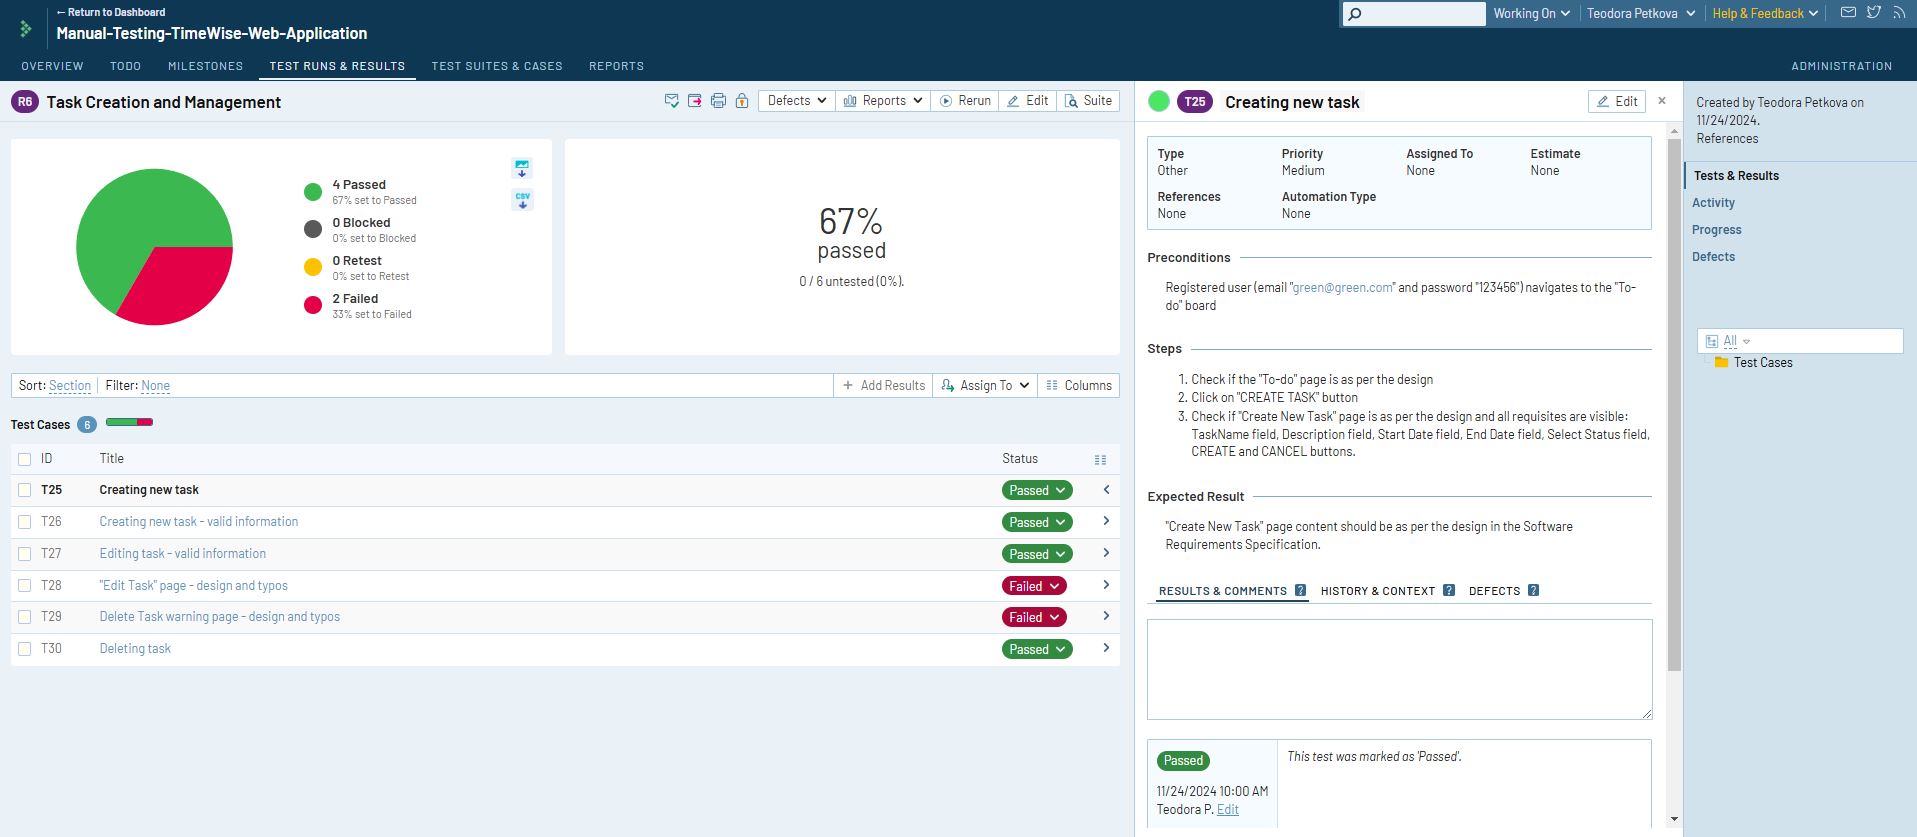 ← Return to Dashboard
Manual-Testing-TimeWise-Web-Application
Working On
Teodora Petkova
Help & Feedback
OVERVIEW
TODO
MILESTONES
TEST RUNS & RESULTS
TEST SUITES & CASES
REPORTS
ADMINISTRATION
R6
Task Creation and Management
Defects
Reports
Rerun
Edit
Suite
4 Passed
67% set to Passed
0 Blocked
0% set to Blocked
0 Retest
0% set to Retest
2 Failed
33% set to Failed
CSV
67%
passed
0 / 6 untested (0%).
Sort: Section
Filter: None
+ Add Results
Assign To
Columns
Test Cases 6
ID Title Status
T25 Creating new task Passed
T26 Creating new task - valid information Passed
T27 Editing task - valid information Passed
T28 "Edit Task" page - design and typos Failed
T29 Delete Task warning page - design and typos Failed
T30 Deleting task Passed
T25
Creating new task
Edit
×
Type
Other
Priority
Medium
Assigned To
None
Estimate
None
References
None
Automation Type
None
Preconditions
Registered user (email "green@green.com" and password "123456") navigates to the "To-
do" board
Steps
1. Check if the "To-do" page is as per the design
2. Click on "CREATE TASK" button
3. Check if "Create New Task" page is as per the design and all requisites are visible:
TaskName field, Description field, Start Date field, End Date field, Select Status field,
CREATE and CANCEL buttons.
Expected Result
"Create New Task" page content should be as per the design in the Software
Requirements Specification.
RESULTS & COMMENTS ?
HISTORY & CONTEXT ?
DEFECTS ?
Passed
11/24/2024 10:00 AM
Teodora P. Edit
This test was marked as 'Passed'.
Created by Teodora Petkova on
11/24/2024.
References
Tests & Results
Activity
Progress
Defects
All
Test Cases